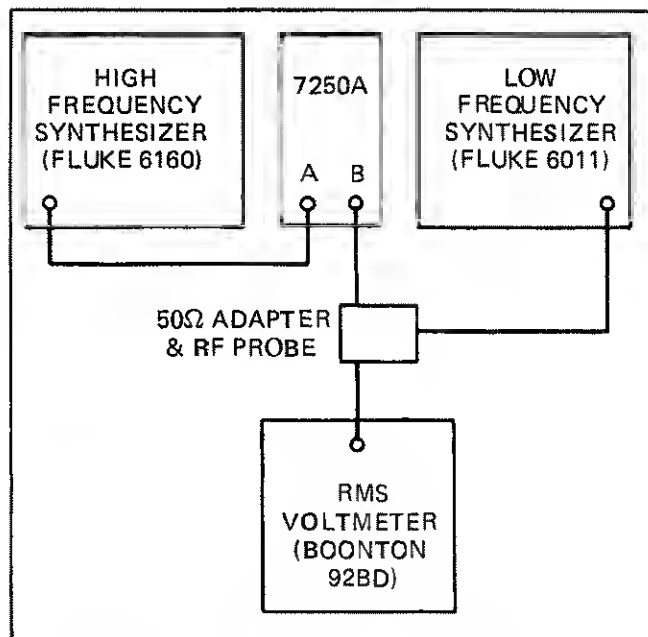 HIGH
FREQUENCY
SYNTHESIZER
(FLUKE 6160)
7250A
A B
LOW
FREQUENCY
SYNTHESIZER
(FLUKE 6011)
50Ω ADAPTER
& RF PROBE
RMS
VOLTMETER
(BOONTON
92BD)